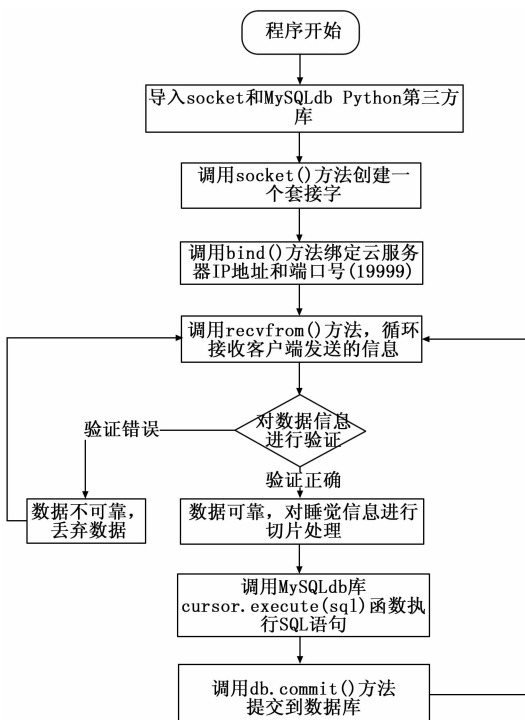 程序开始
导入socket和MySQLdb Python第三方
库
调用socket()方法创建一
个套接字
调用bind()方法绑定云服务
器IP地址和端口号(19999)
调用recvfrom()方法，循环
接收客户端发送的信息
对数据信息
进行验证
验证错误
验证正确
数据不可靠，
丢弃数据
数据可靠，对睡觉信息进行
切片处理
调用MySQLdb库
cursor.execute(sql)函数执
行SQL语句
调用db.commit()方法
提交到数据库